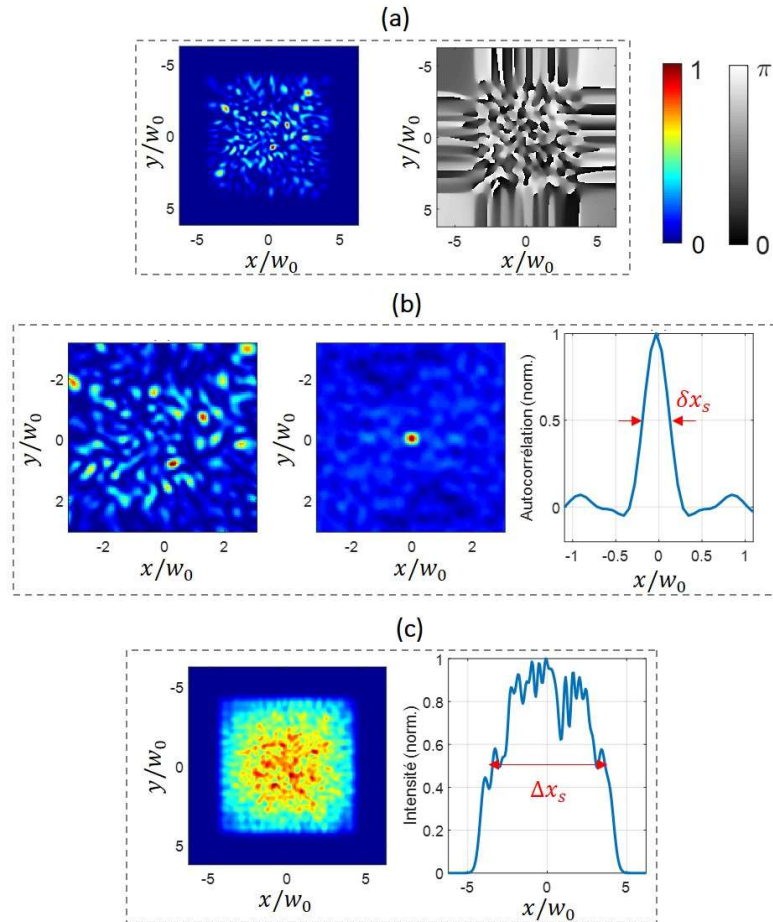 (a)
-5
0
5
y/w₀
-5 0 5
x/w₀
-5
0
5
y/w₀
-5 0 5
x/w₀
1
0
π
0
(b)
-2
0
2
y/w₀
-2 0 2
x/w₀
-2
0
2
y/w₀
-2 0 2
x/w₀
1
0.5
0
Autocorrélation (norm.)
δxₛ
-1 -0.5 0 0.5 1
x/w₀
(c)
-5
0
5
y/w₀
-5 0 5
x/w₀
1
0.8
0.6
0.4
0.2
0
Intensité (norm.)
Δxₛ
-5 0 5
x/w₀